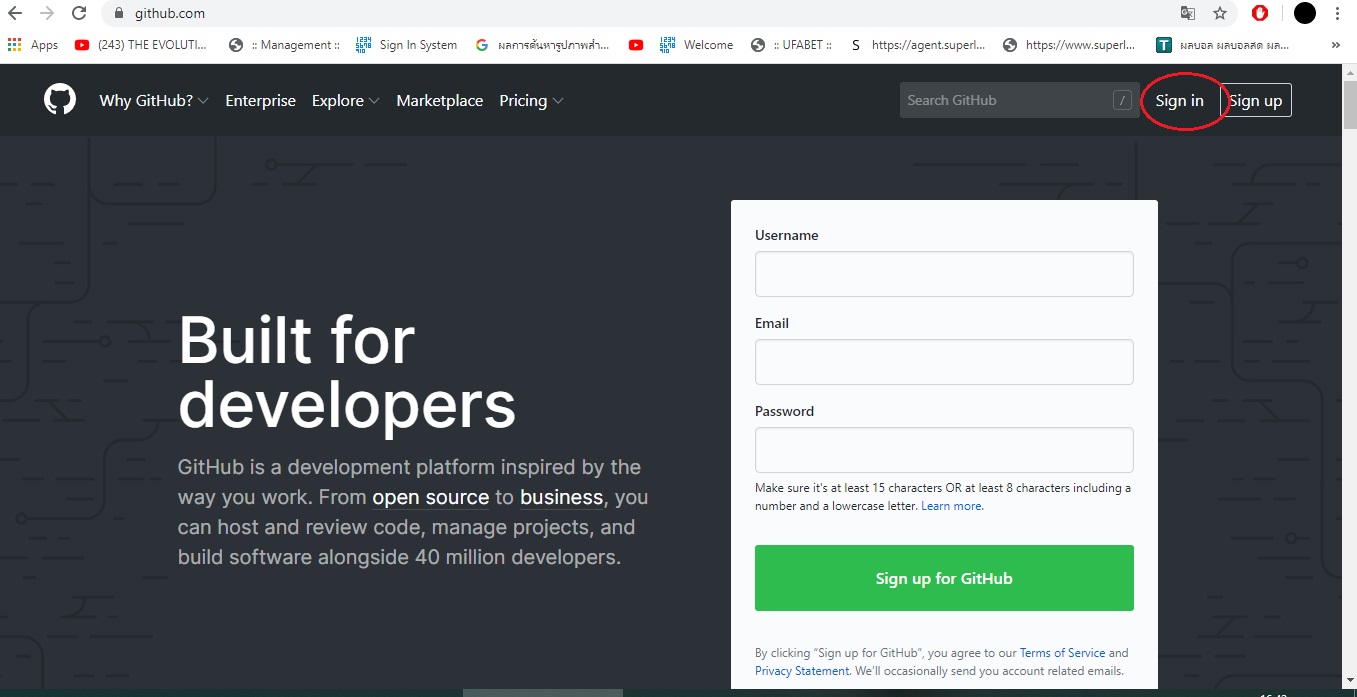 github.com
Apps (243) THE EVOLUTI... :: Management :: Sign In System ผลการค้นหารูปภาพสำ... Welcome :: UFABET :: S https://agent.superl... https://www.superl... T ผลบอล ผลบอลสด ผล... »
Why GitHub? Enterprise Explore Marketplace Pricing Search GitHub / Sign in Sign up
Username
Email
Built for
developers
Password
GitHub is a development platform inspired by the
way you work. From open source to business, you
can host and review code, manage projects, and
build software alongside 40 million developers.
Make sure it's at least 15 characters OR at least 8 characters including a
number and a lowercase letter. Learn more.
Sign up for GitHub
By clicking “Sign up for GitHub”, you agree to our Terms of Service and
Privacy Statement. We’ll occasionally send you account related emails.